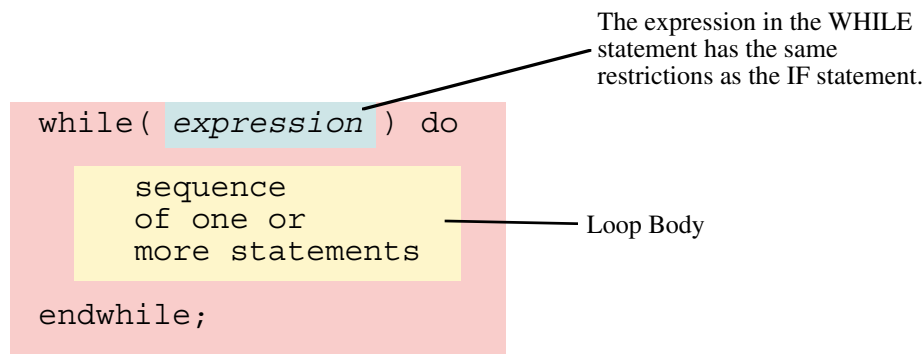 The expression in the WHILE
statement has the same
restrictions as the IF statement.
while( expression ) do
sequence
of one or
more statements
Loop Body
endwhile;